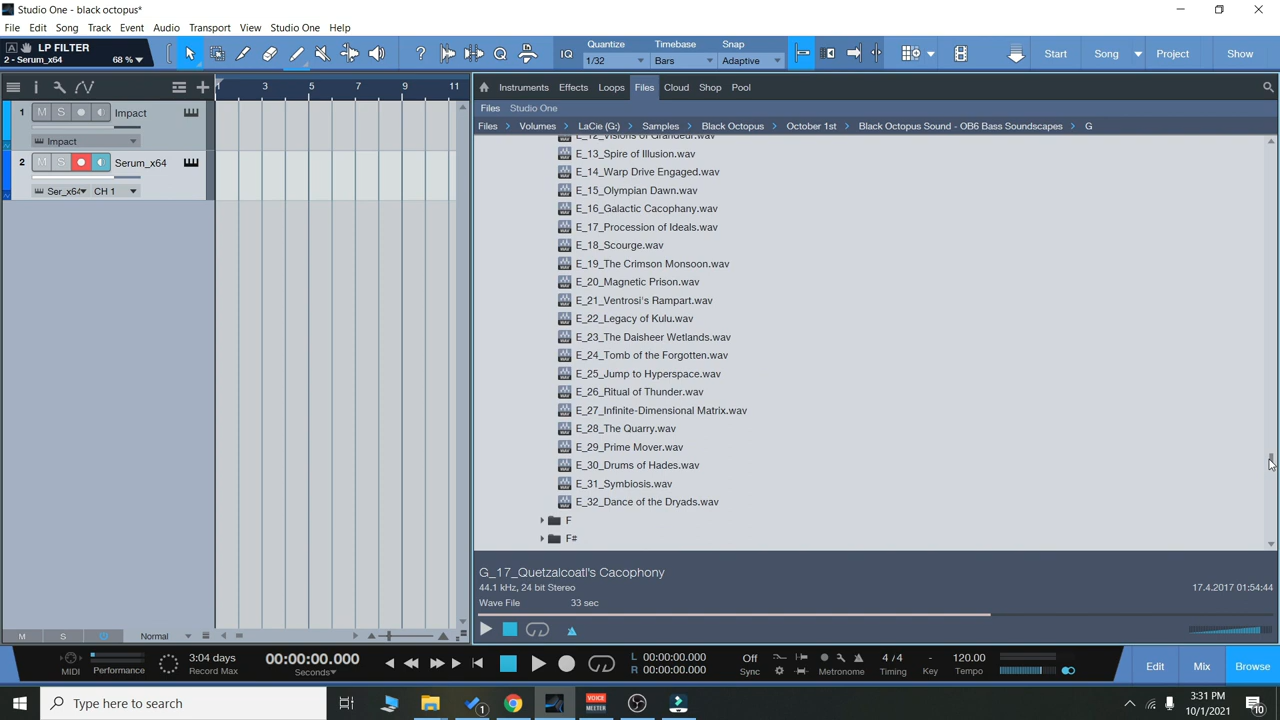 Studio One - black octopus*
File Edit Song Track Event Audio Transport View Studio One Help
LP FILTER
2 - Serum_x64 68 %
IQ
Quantize
1/32
Timebase
Bars
Snap
Adaptive
Start Song Project Show
1 3 5 7 9 11
Instruments Effects Loops Files Cloud Shop Pool
Files Studio One
Files Volumes LaCie (G:) Samples Black Octopus October 1st Black Octopus Sound - OB6 Bass Soundscapes G
1 M S Impact
Impact
2 M S Serum_x64
Ser_x64 CH 1
E_12_Visions of Grandeur.wav
E_13_Spire of Illusion.wav
E_14_Warp Drive Engaged.wav
E_15_Olympian Dawn.wav
E_16_Galactic Cacophany.wav
E_17_Procession of Ideals.wav
E_18_Scourge.wav
E_19_The Crimson Monsoon.wav
E_20_Magnetic Prison.wav
E_21_Ventrosi's Rampart.wav
E_22_Legacy of Kulu.wav
E_23_The Daisheer Wetlands.wav
E_24_Tomb of the Forgotten.wav
E_25_Jump to Hyperspace.wav
E_26_Ritual of Thunder.wav
E_27_Infinite-Dimensional Matrix.wav
E_28_The Quarry.wav
E_29_Prime Mover.wav
E_30_Drums of Hades.wav
E_31_Symbiosis.wav
E_32_Dance of the Dryads.wav
F
F#
G_17_Quetzalcoatl's Cacophony
44.1 kHz, 24 bit Stereo 17.4.2017 01:54:44
Wave File 33 sec
M S Normal
MIDI
Performance
3:04 days
Record Max
00:00:00.000
Seconds
L 00:00:00.000
R 00:00:00.000
Off
Sync
Metronome
4 / 4
Timing
-
Key
120.00
Tempo
Edit Mix Browse
Type here to search
1
VOICE
MEETER
3:31 PM
10/1/2021
10